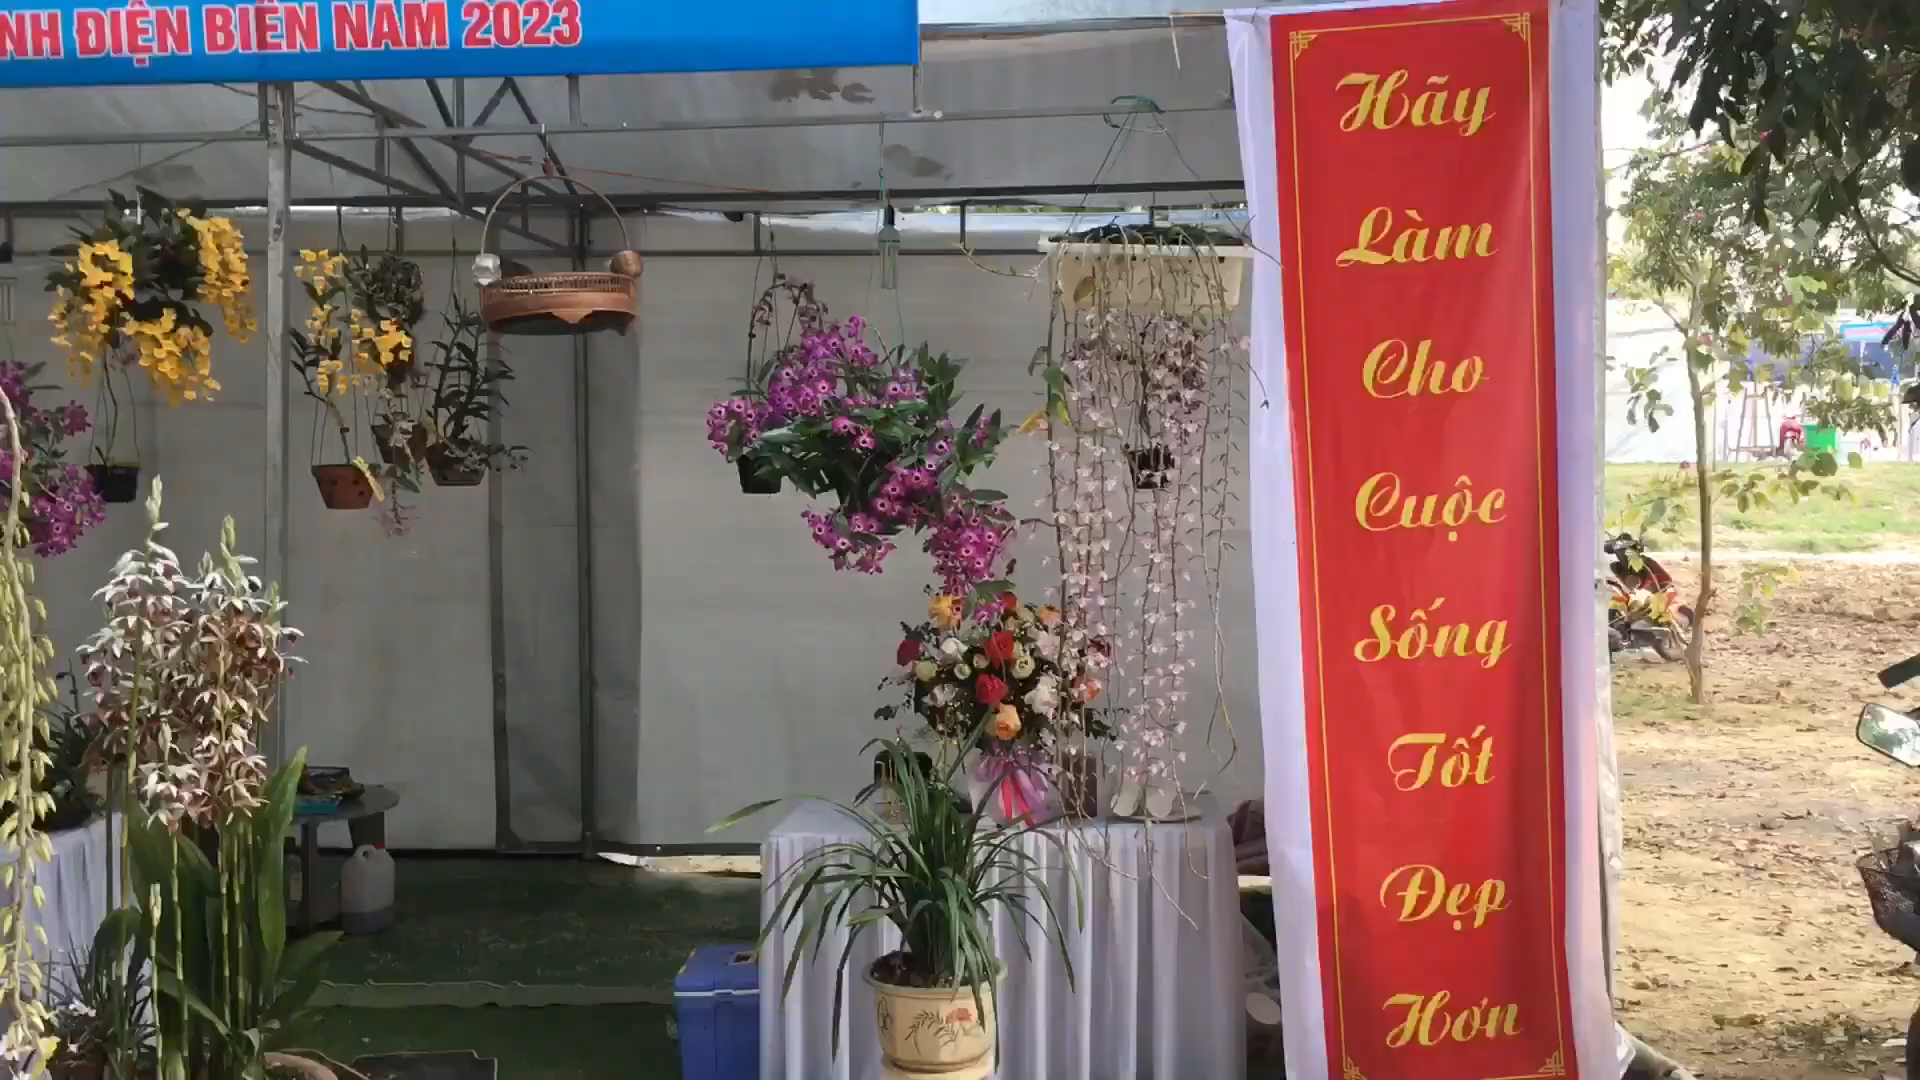 NH ĐIỆN BIÊN NĂM 2023
Hãy
Làm
Cho
Cuộc
Sống
Tốt
Đẹp
Hơn